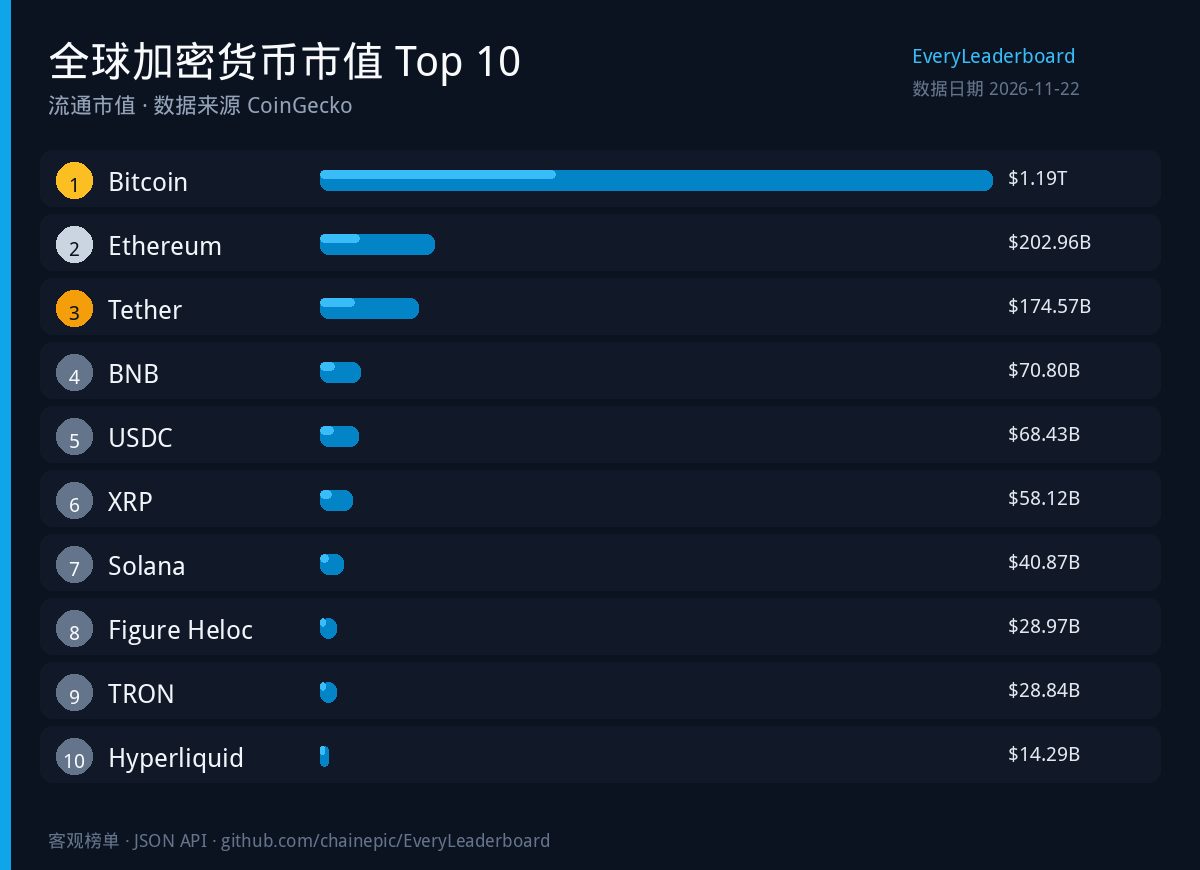 全球加密货币市值 Top 10
流通市值 · 数据来源 CoinGecko
EveryLeaderboard
数据日期 2026-11-22
1 Bitcoin $1.19T
2 Ethereum $202.96B
3 Tether $174.57B
4 BNB $70.80B
5 USDC $68.43B
6 XRP $58.12B
7 Solana $40.87B
8 Figure Heloc $28.97B
9 TRON $28.84B
10 Hyperliquid $14.29B
客观榜单 · JSON API · github.com/chainepic/EveryLeaderboard